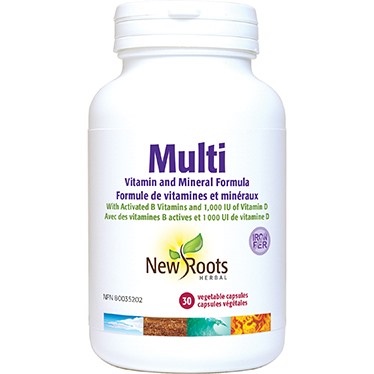 Multi
Vitamin and Mineral Formula
Formule de vitamines et minéraux
With Activated B Vitamins and 1,000 IU of Vitamin D
Avec des vitamines B actives et 1 000 UI de vitamine D
IRON
FER
New Roots
HERBAL
30 vegetable capsules
capsules végétales
NPN 80035202